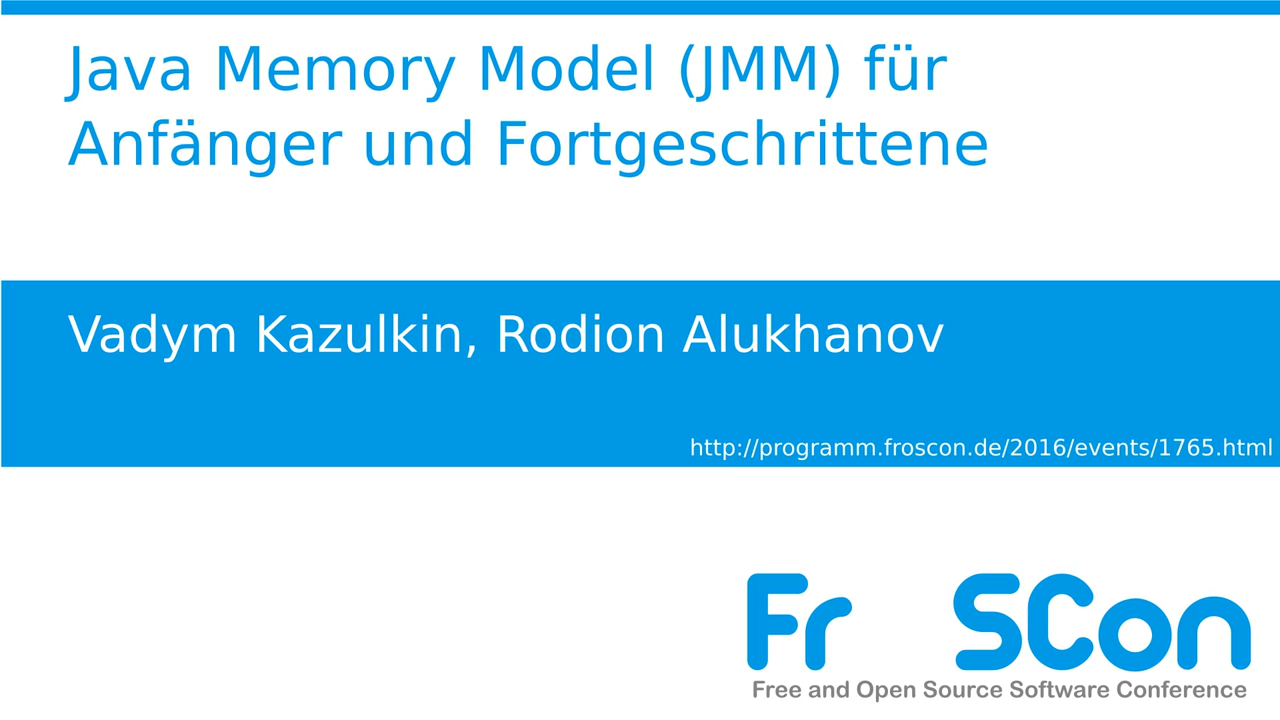 Java Memory Model (JMM) für
Anfänger und Fortgeschrittene
Vadym Kazulkin, Rodion Alukhanov
http://programm.froscon.de/2016/events/1765.html
Fr SCon
Free and Open Source Software Conference